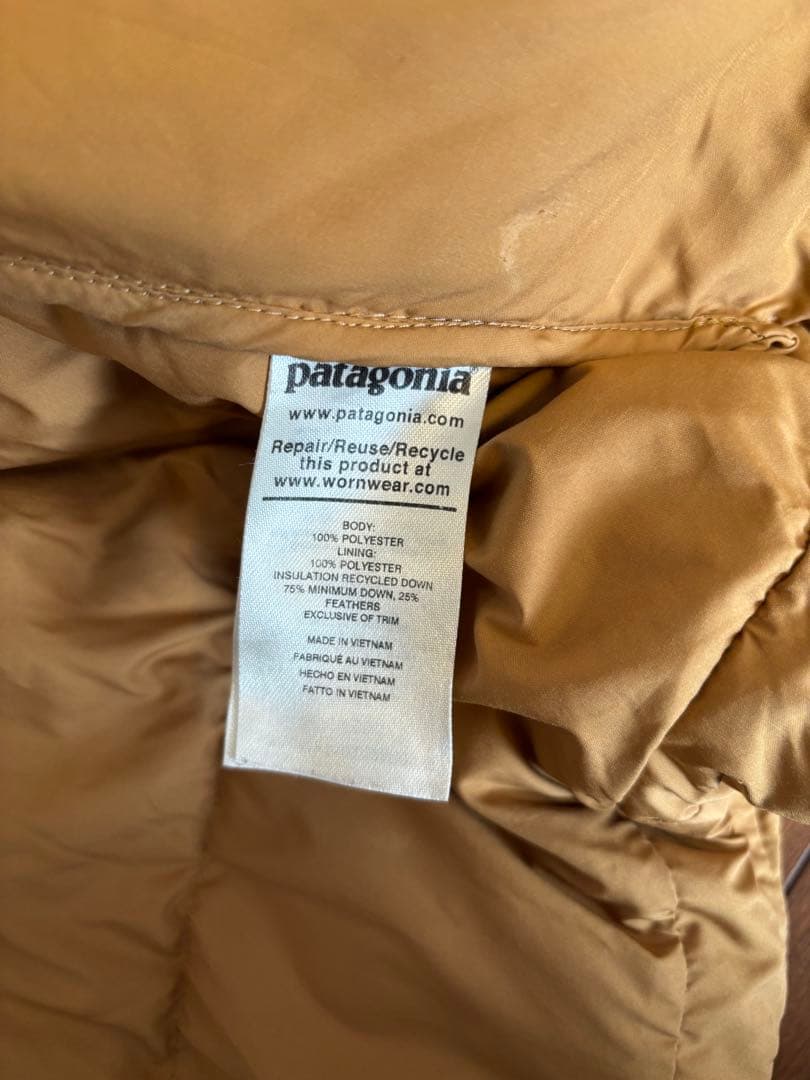 patagonia
www.patagonia.com
Repair/Reuse/Recycle
this product at
www.wornwear.com
BODY:
100% POLYESTER
LINING:
100% POLYESTER
INSULATION RECYCLED DOWN
75% MINIMUM DOWN, 25%
FEATHERS
EXCLUSIVE OF TRIM
MADE IN VIETNAM
FABRIQUÉ AU VIETNAM
HECHO EN VIETNAM
FATTO IN VIETNAM